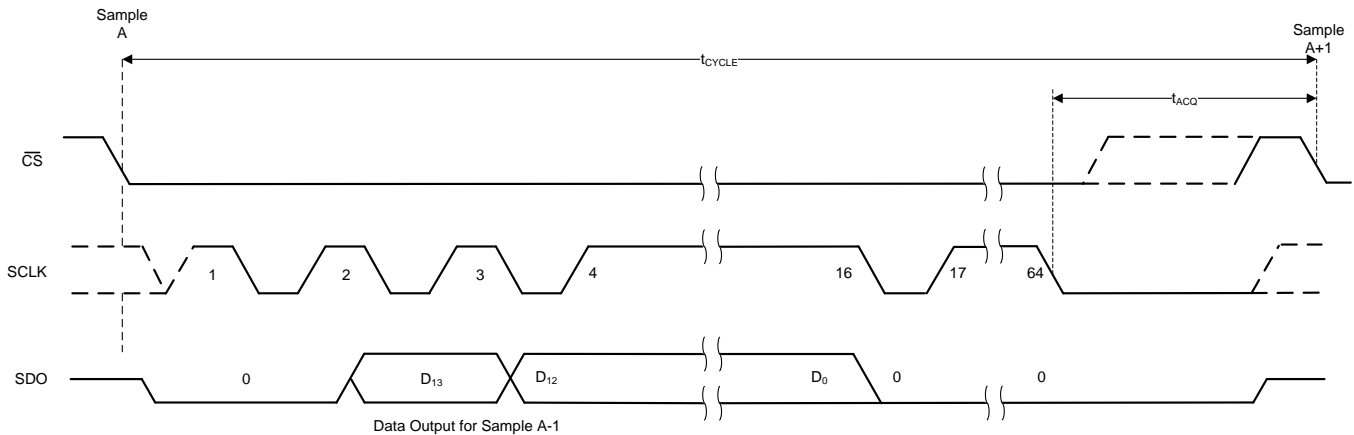 Sample
A
Sample
A+1
tCYCLE
tACQ
CS
SCLK
1
2
3
4
16
17
64
SDO
0
D13
D12
D0
0
0
Data Output for Sample A-1